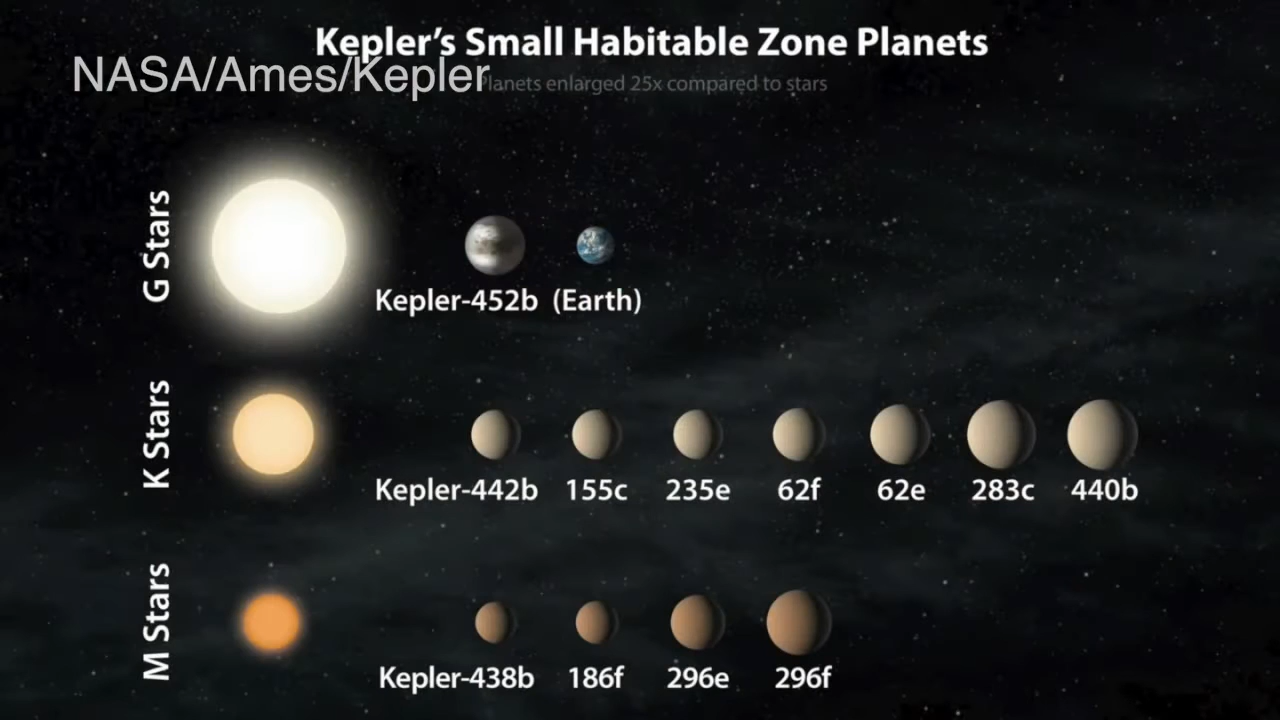 Kepler's Small Habitable Zone Planets
NASA/Ames/Kepler
Planets enlarged 25x compared to stars
G Stars
Kepler-452b (Earth)
K Stars
Kepler-442b 155c 235e 62f 62e 283c 440b
M Stars
Kepler-438b 186f 296e 296f